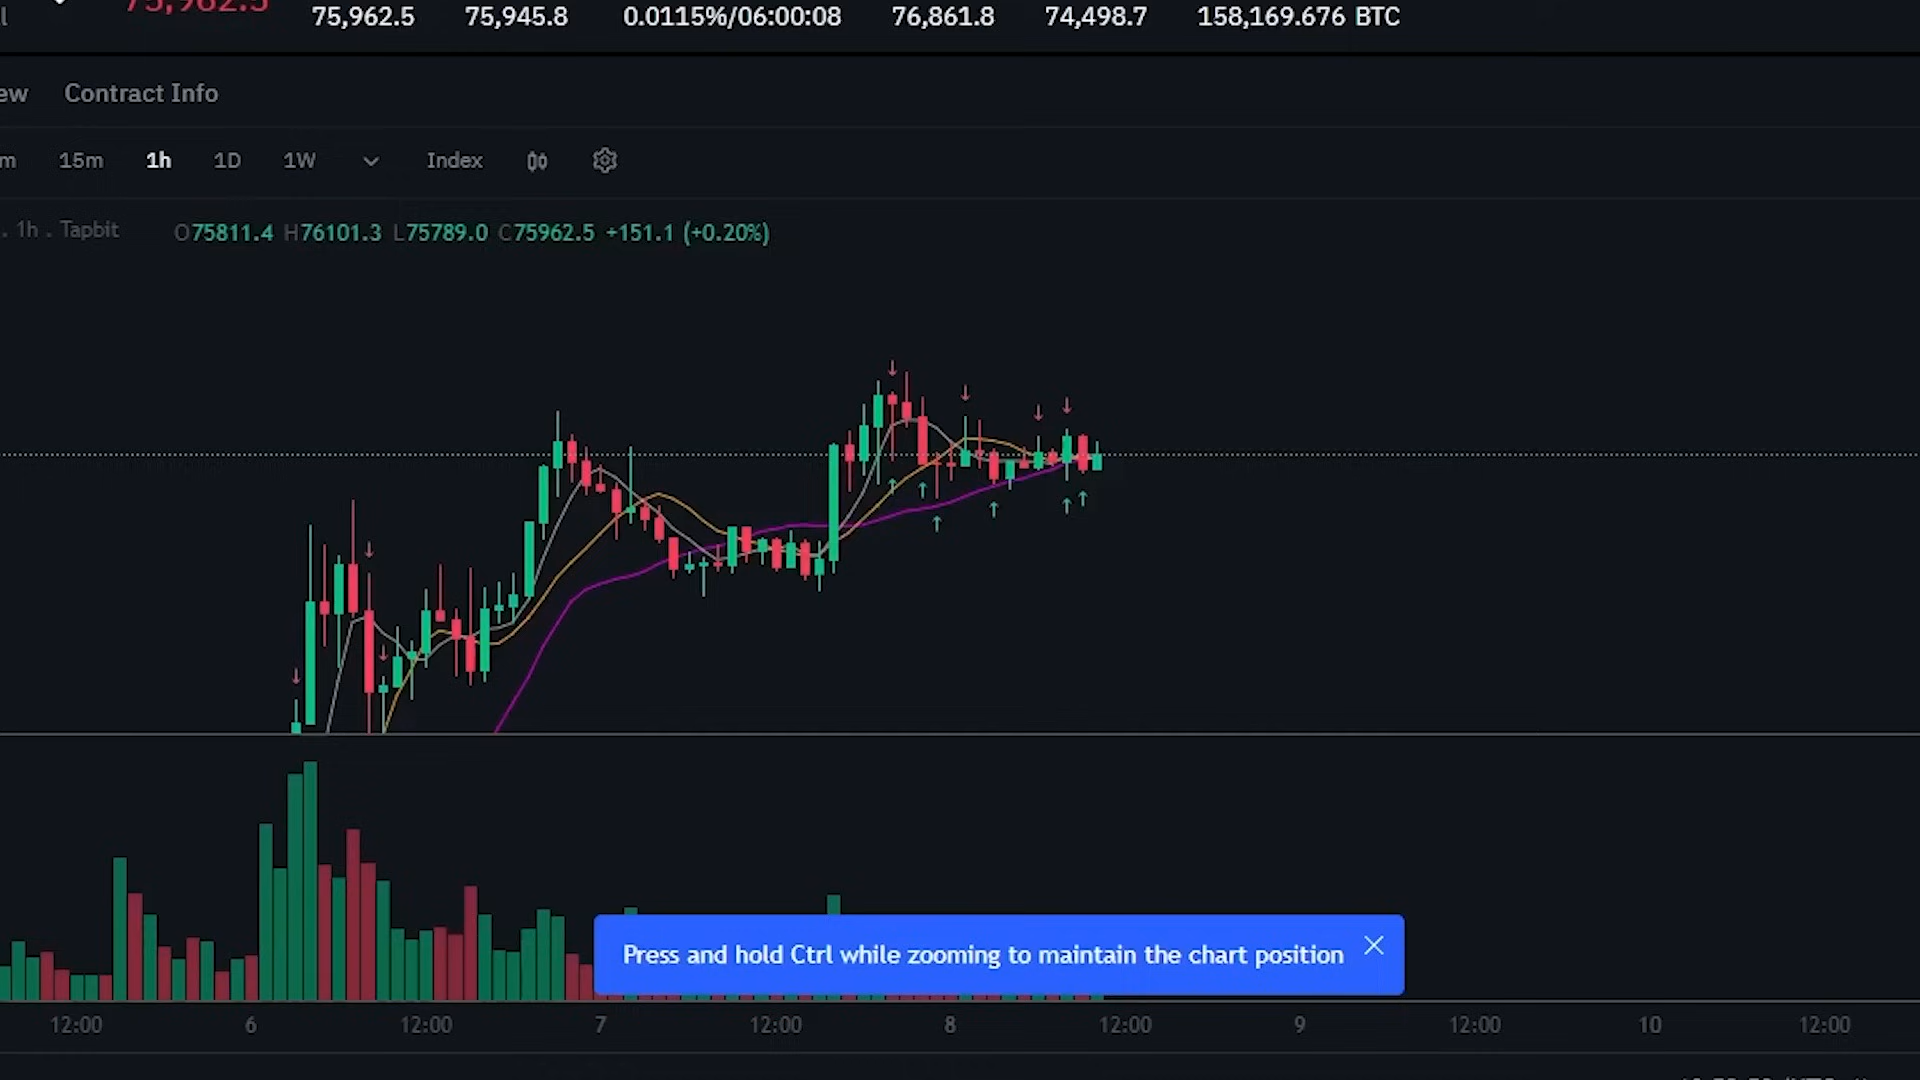 75,962.5
75,962.5 75,945.8 0.0115%/06:00:08 76,861.8 74,498.7 158,169.676 BTC
Contract Info
15m 1h 1D 1W Index
. 1h . Tapbit O75811.4 H76101.3 L75789.0 C75962.5 +151.1 (+0.20%)
Press and hold Ctrl while zooming to maintain the chart position
12:00 6 12:00 7 12:00 8 12:00 9 12:00 10 12:00